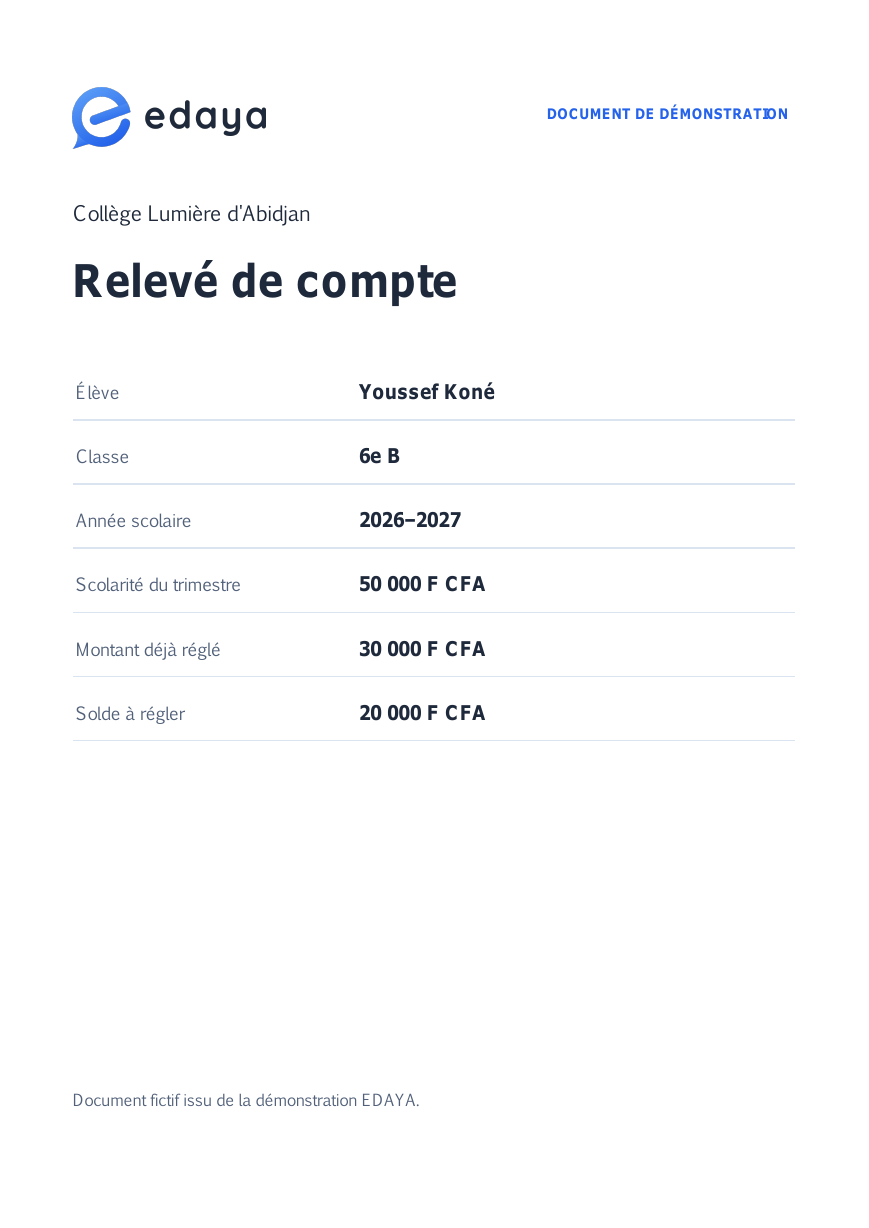 edaya
DOCUMENT DE DÉMONSTRATION
Collège Lumière d'Abidjan
Relevé de compte
Élève Youssef Koné
Classe 6e B
Année scolaire 2026–2027
Scolarité du trimestre 50 000 F CFA
Montant déjà réglé 30 000 F CFA
Solde à régler 20 000 F CFA
Document fictif issu de la démonstration EDAYA.